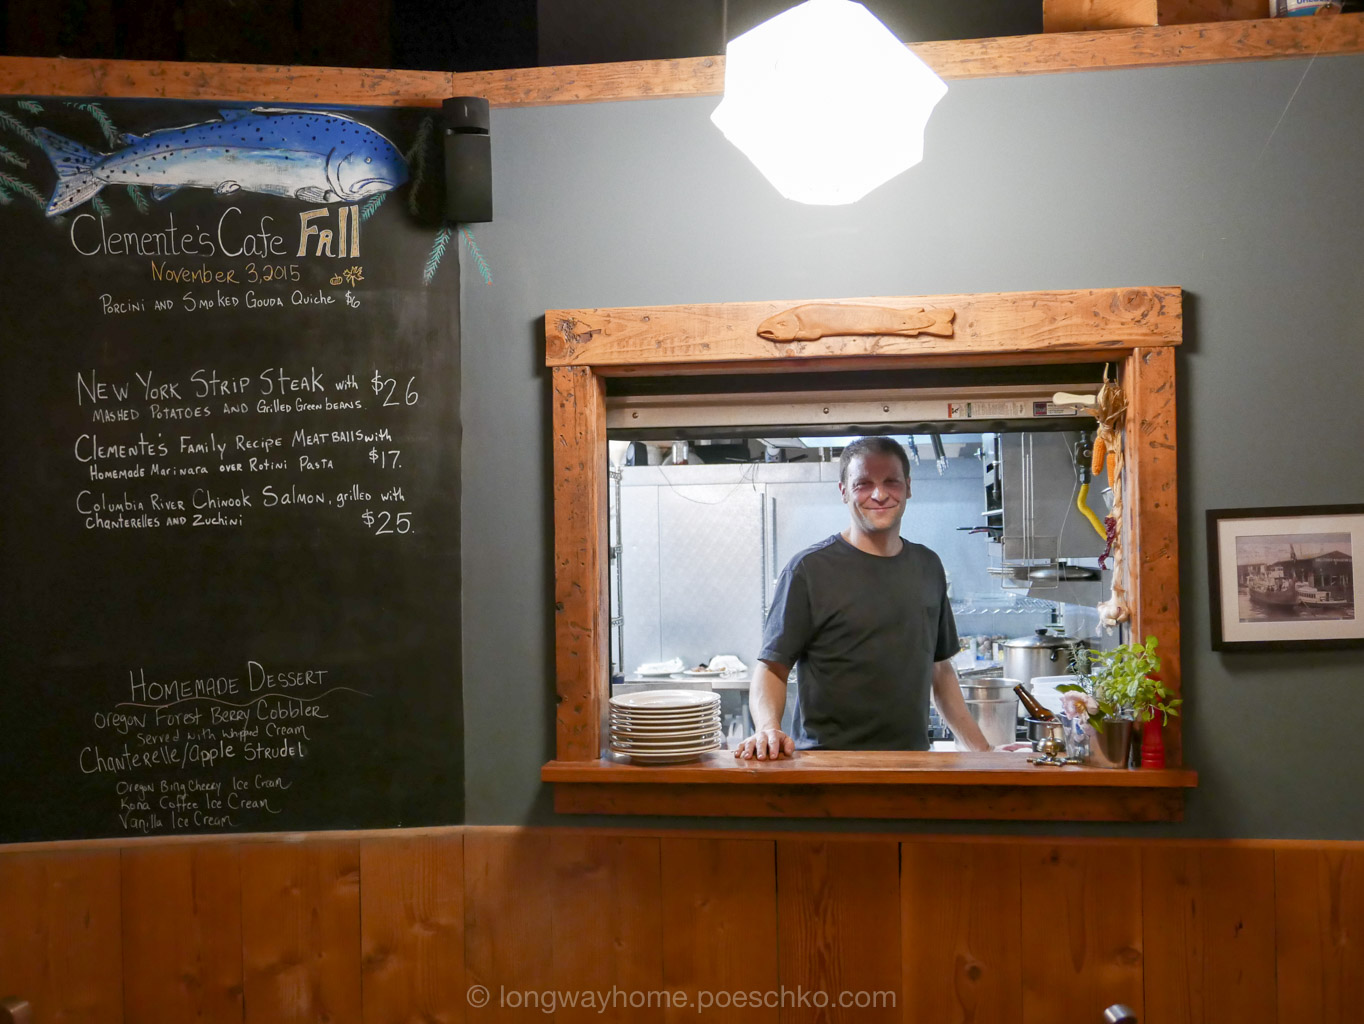 Clemente's Cafe Fall
November 3, 2015
Porcini and Smoked Gouda Quiche $6
New York Strip Steak with $26
Mashed Potatoes and Grilled Green beans.
Clemente's Family Recipe Meatballs with
Homemade Marinara over Rotini Pasta $17.
Columbia River Chinook Salmon, grilled with
Chanterelles and Zuchini $25.
Homemade Dessert
Oregon Forest Berry Cobbler
Served with Whipped Cream
Chanterelle/Apple Strudel
Oregon Bing Cherry Ice Cream
Kona Coffee Ice Cream
Vanilla Ice Cream
© longwayhome.poeschko.com